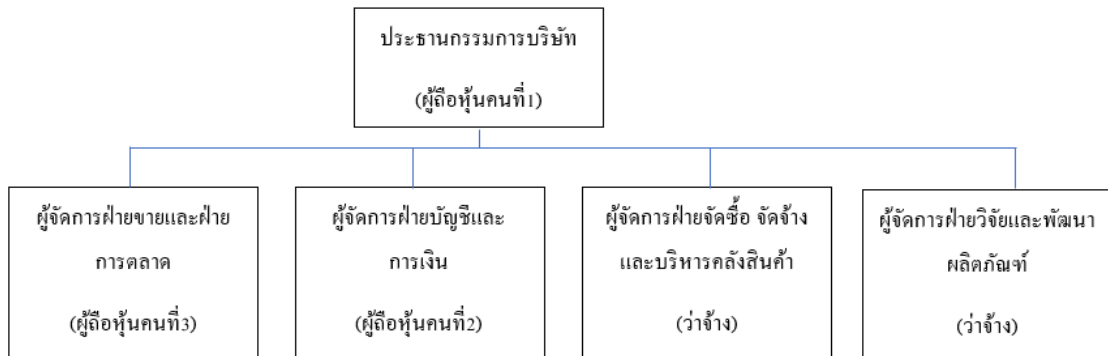 ประธานกรรมการบริษัท
(ผู้ถือหุ้นคนที่1)
ผู้จัดการฝ่ายขายและฝ่าย
การตลาด
(ผู้ถือหุ้นคนที่3)
ผู้จัดการฝ่ายบัญชีและ
การเงิน
(ผู้ถือหุ้นคนที่2)
ผู้จัดการฝ่ายจัดซื้อ จัดจ้าง
และบริหารคลังสินค้า
(ว่าจ้าง)
ผู้จัดการฝ่ายวิจัยและพัฒนา
ผลิตภัณฑ์
(ว่าจ้าง)